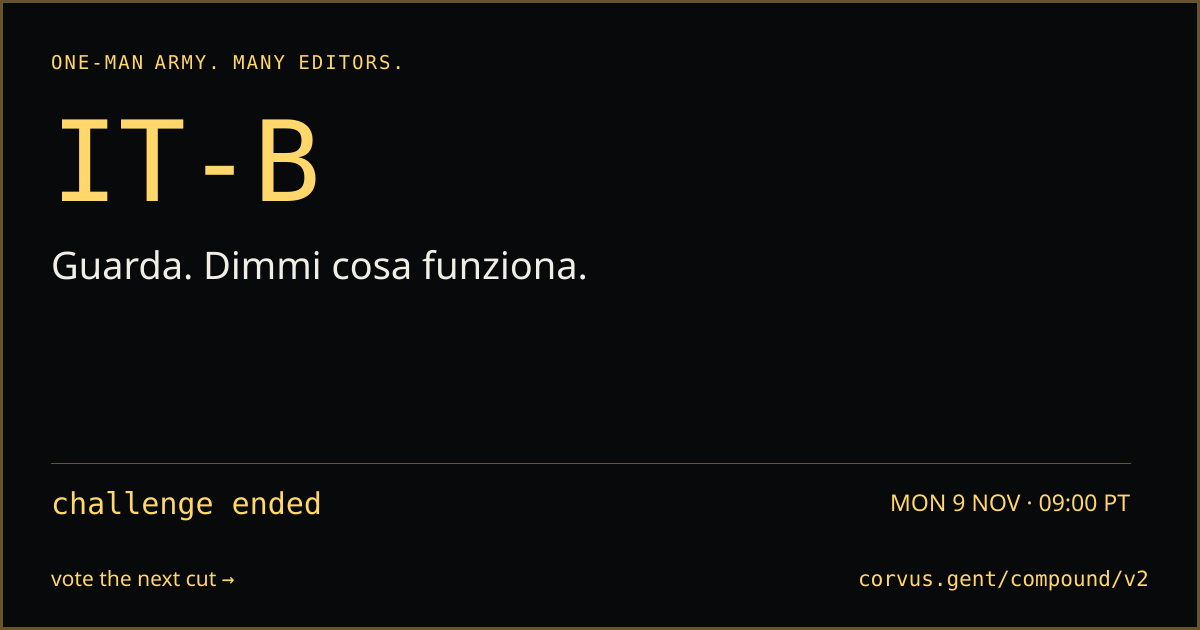 ONE-MAN ARMY. MANY EDITORS.
IT-B
Guarda. Dimmi cosa funziona.
challenge ended
MON 9 NOV · 09:00 PT
vote the next cut →
corvus.gent/compound/v2